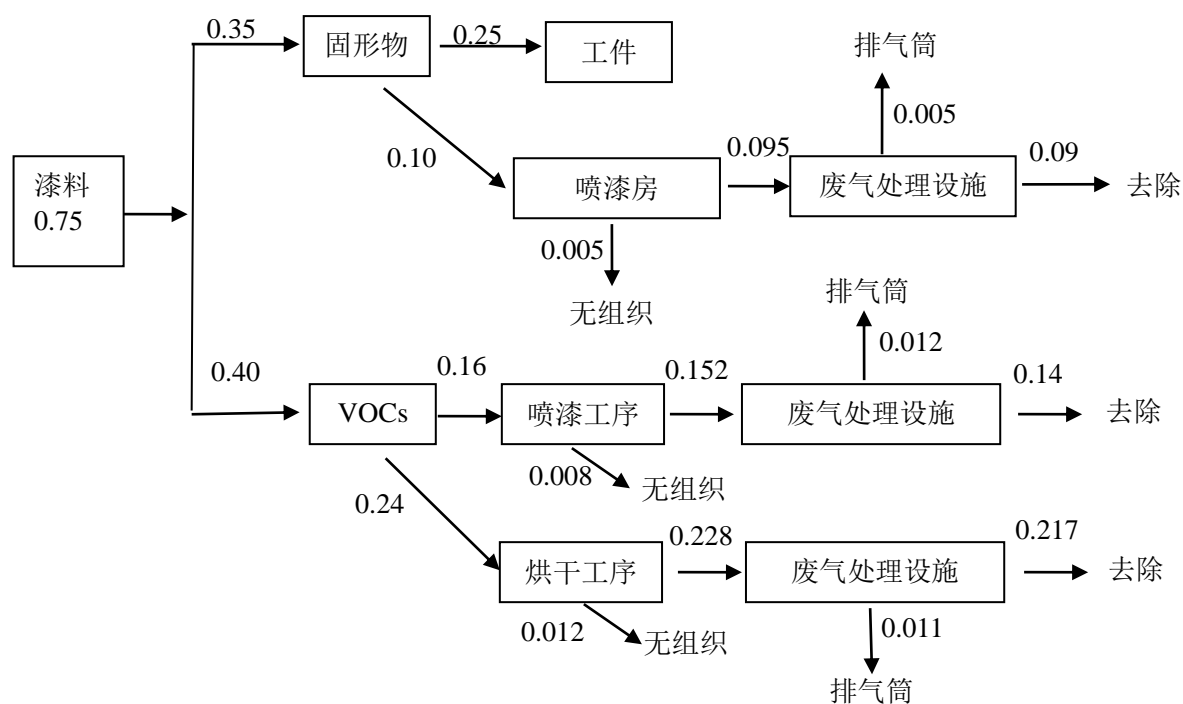 0.35
固形物
0.25
工件
排气筒
0.005
0.10
0.095
0.09
漆料
0.75
喷漆房
废气处理设施
去除
0.005
无组织
排气筒
0.012
0.40
0.16
0.152
0.14
VOCs
喷漆工序
废气处理设施
去除
0.008
无组织
0.24
0.228
0.217
烘干工序
废气处理设施
去除
0.012
无组织
0.011
排气筒